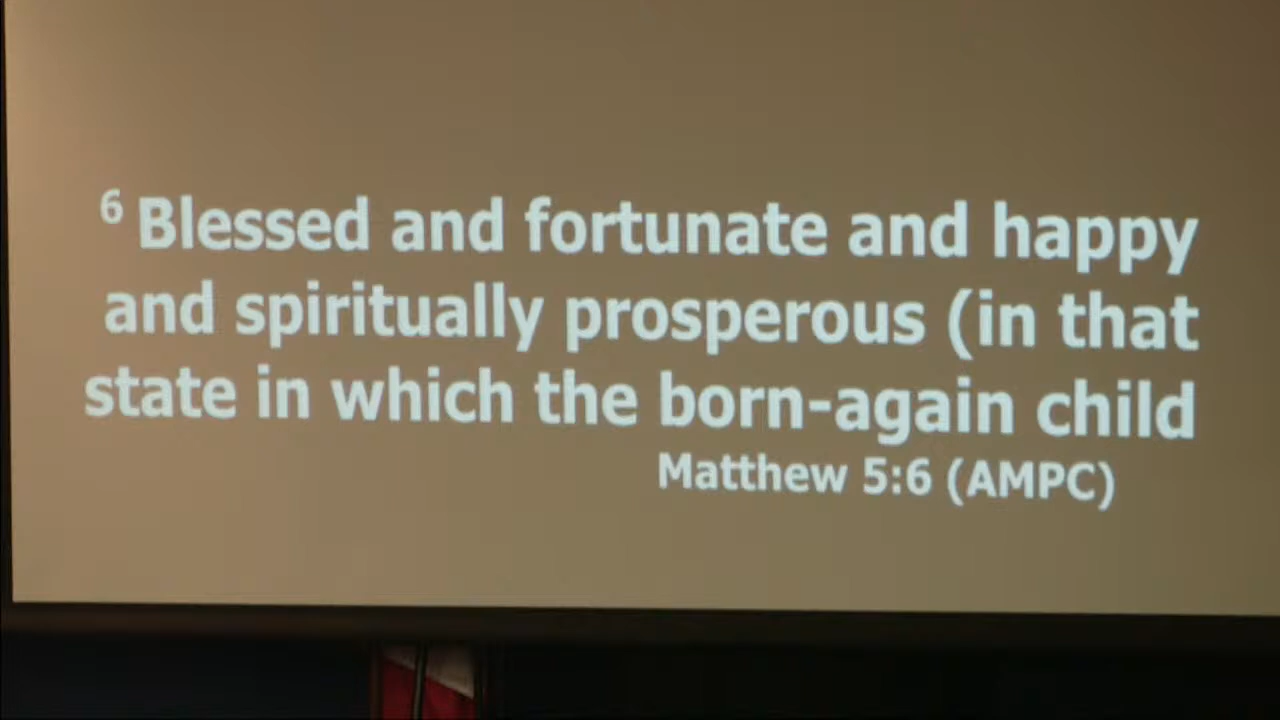 6 Blessed and fortunate and happy
and spiritually prosperous (in that
state in which the born-again child
Matthew 5:6 (AMPC)